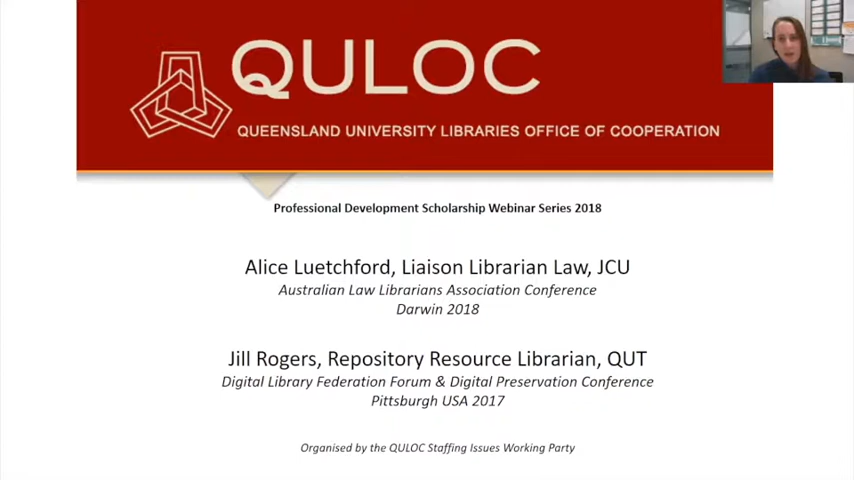 QULOC
QUEENSLAND UNIVERSITY LIBRARIES OFFICE OF COOPERATION
Professional Development Scholarship Webinar Series 2018
Alice Luetchford, Liaison Librarian Law, JCU
Australian Law Librarians Association Conference
Darwin 2018
Jill Rogers, Repository Resource Librarian, QUT
Digital Library Federation Forum & Digital Preservation Conference
Pittsburgh USA 2017
Organised by the QULOC Staffing Issues Working Party